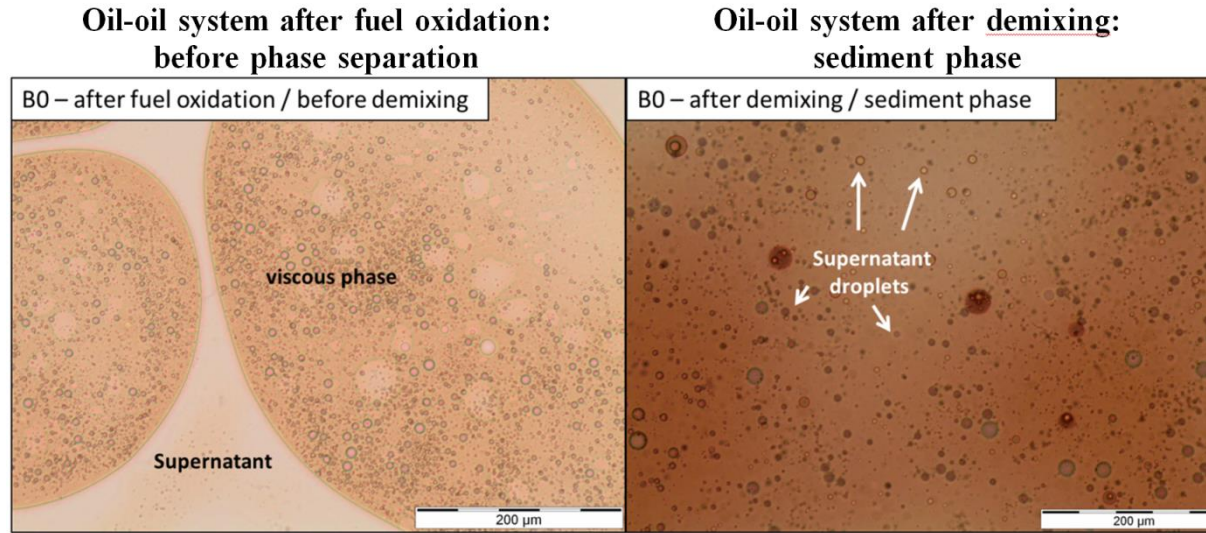 Oil-oil system after fuel oxidation:
before phase separation
Oil-oil system after demixing:
sediment phase
B0 – after fuel oxidation / before demixing
viscous phase
Supernatant
200 µm
B0 – after demixing / sediment phase
Supernatant
droplets
200 µm